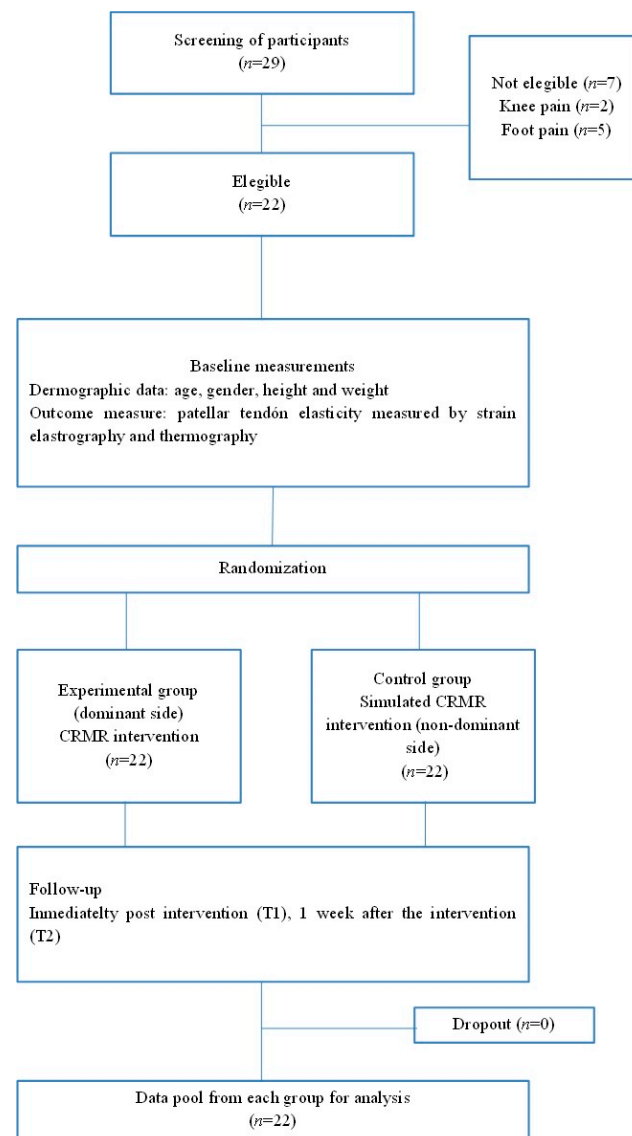 Screening of participants
(n=29)
Not elegible (n=7)
Knee pain (n=2)
Foot pain (n=5)
Elegible
(n=22)
Baseline measurements
Dermographic data: age, gender, height and weight
Outcome measure: patellar tendón elasticity measured by strain
elastrography and thermography
Randomization
Experimental group
(dominant side)
CRMR intervention
(n=22)
Control group
Simulated CRMR
intervention (non-dominant
side)
(n=22)
Follow-up
Inmediatelty post intervention (T1), 1 week after the intervention
(T2)
Dropout (n=0)
Data pool from each group for analysis
(n=22)